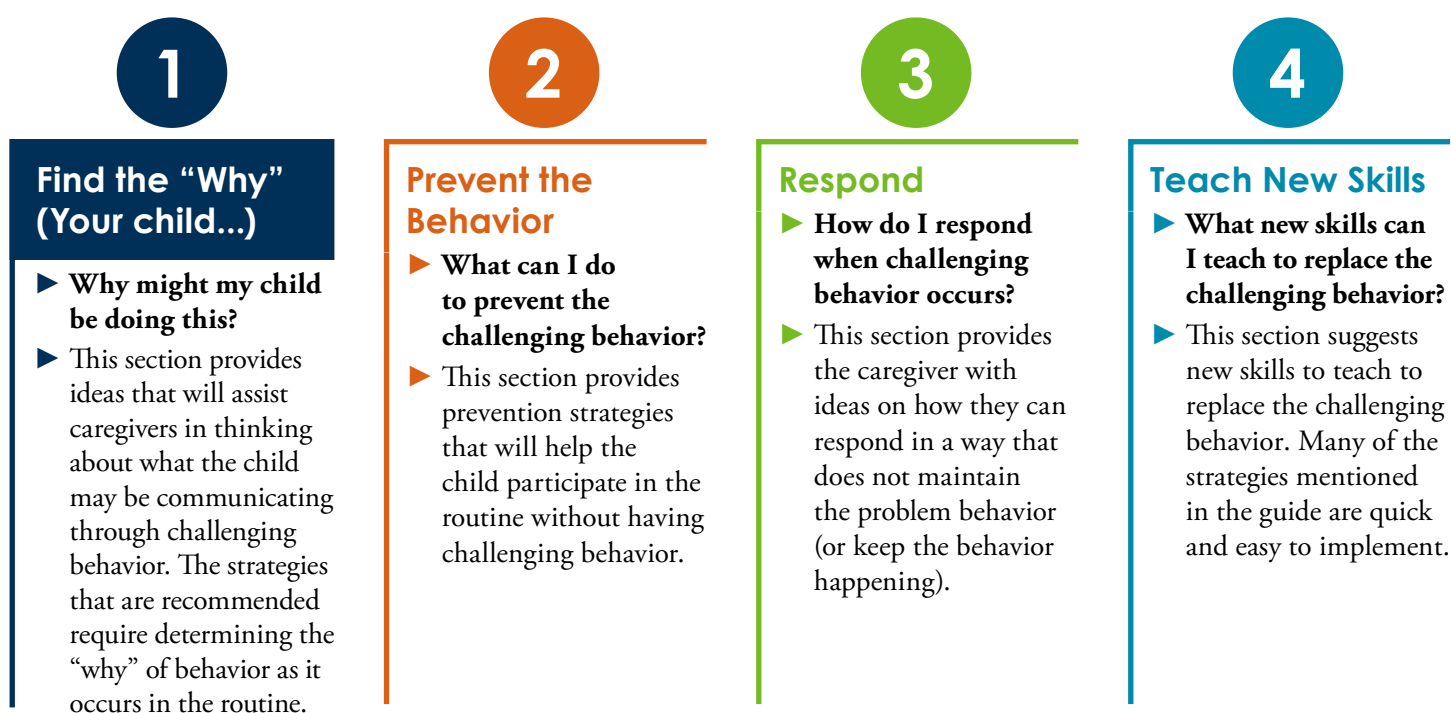 1
Find the “Why”
(Your child...)
► Why might my child
be doing this?
► This section provides
ideas that will assist
caregivers in thinking
about what the child
may be communicating
through challenging
behavior. The strategies
that are recommended
require determining the
“why” of behavior as it
occurs in the routine.
2
Prevent the
Behavior
► What can I do
to prevent the
challenging behavior?
► This section provides
prevention strategies
that will help the
child participate in the
routine without having
challenging behavior.
3
Respond
► How do I respond
when challenging
behavior occurs?
► This section provides
the caregiver with
ideas on how they can
respond in a way that
does not maintain
the problem behavior
(or keep the behavior
happening).
4
Teach New Skills
► What new skills can
I teach to replace the
challenging behavior?
► This section suggests
new skills to teach to
replace the challenging
behavior. Many of the
strategies mentioned
in the guide are quick
and easy to implement.